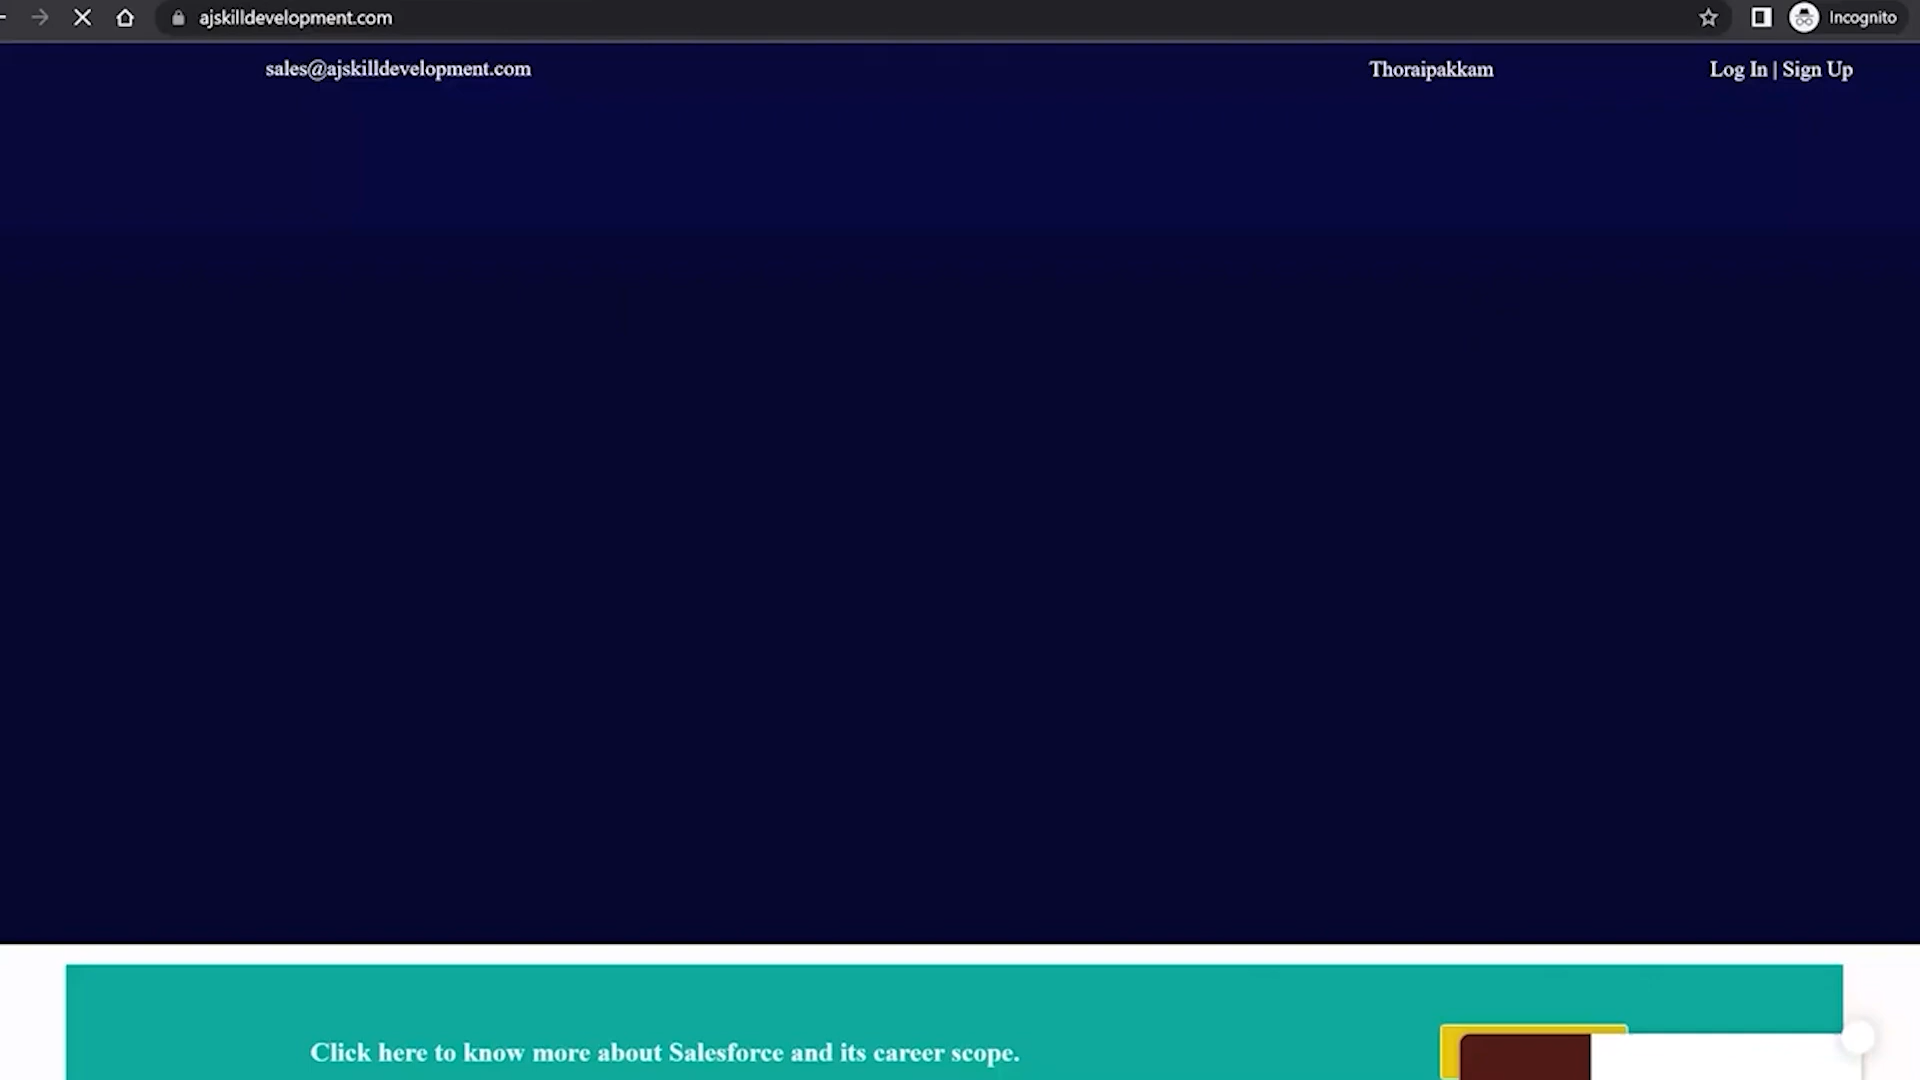 ajskilldevelopment.com
Incognito
sales@ajskilldevelopment.com
Thoraipakkam
Log In | Sign Up
Click here to know more about Salesforce and its career scope.